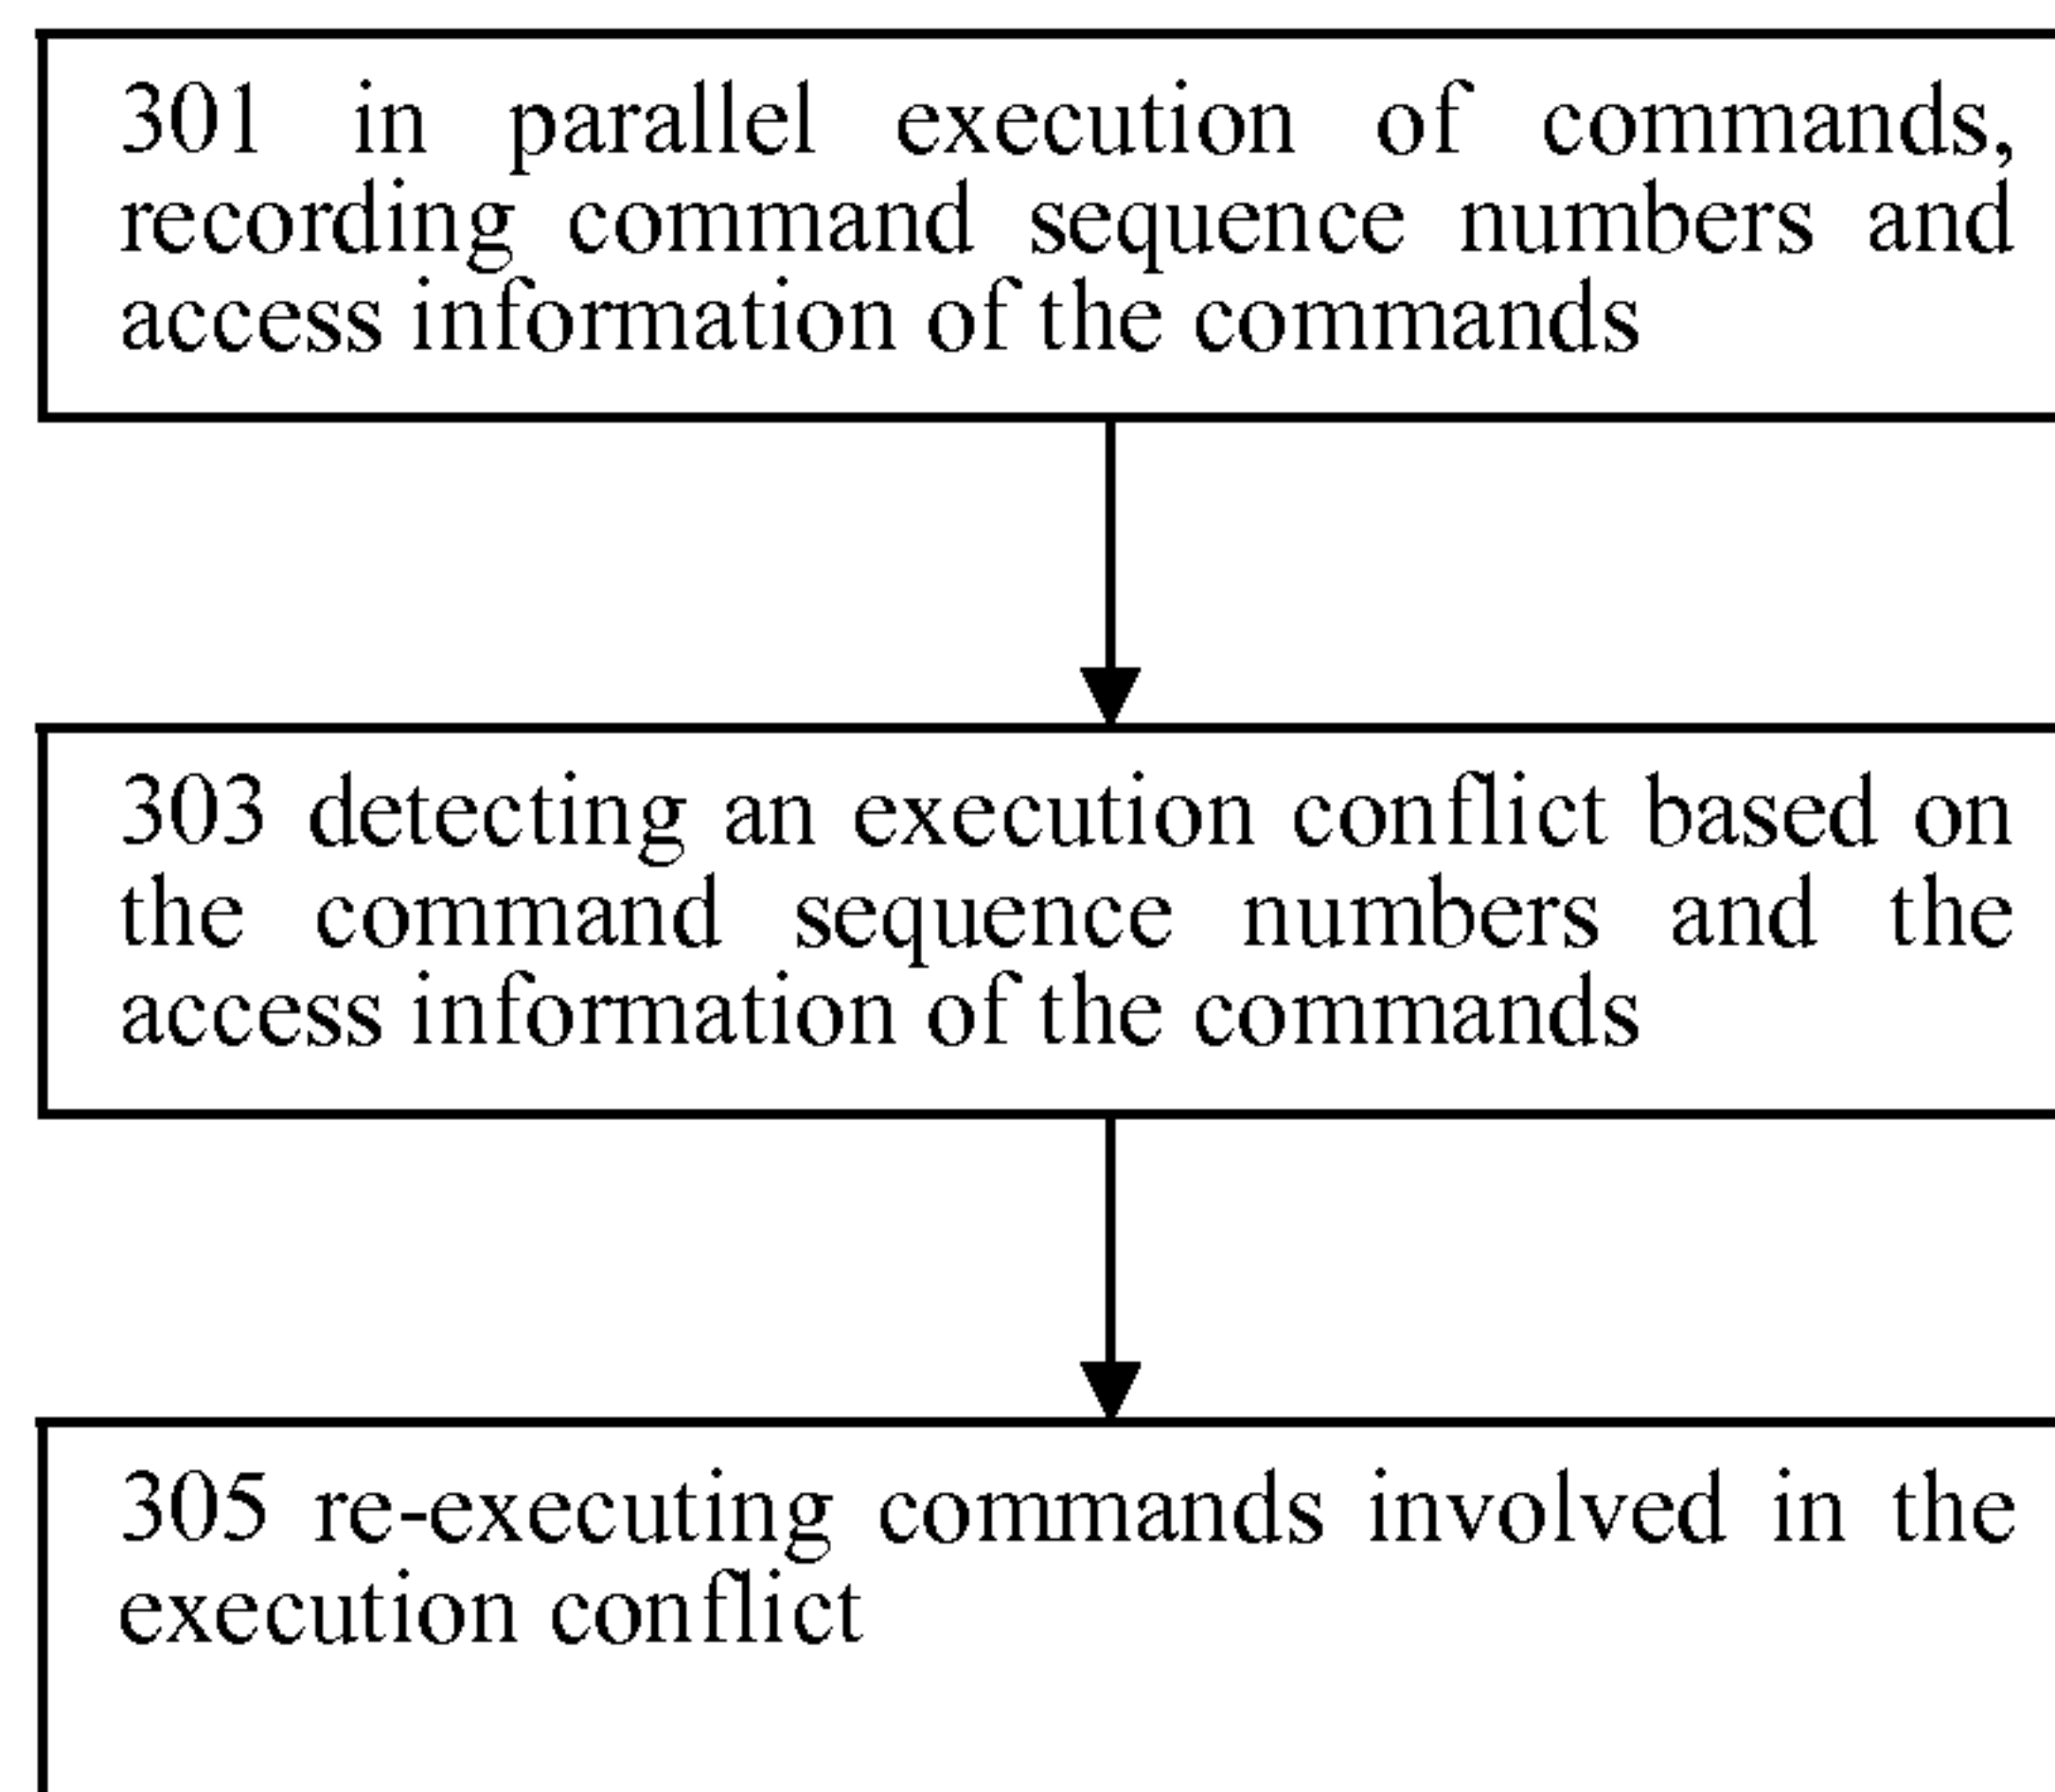 301 in parallel execution of commands,
recording command sequence numbers and
access information of the commands
303 detecting an execution conflict based on
the command sequence numbers and the
access information of the commands
305 re-executing commands involved in the
execution conflict